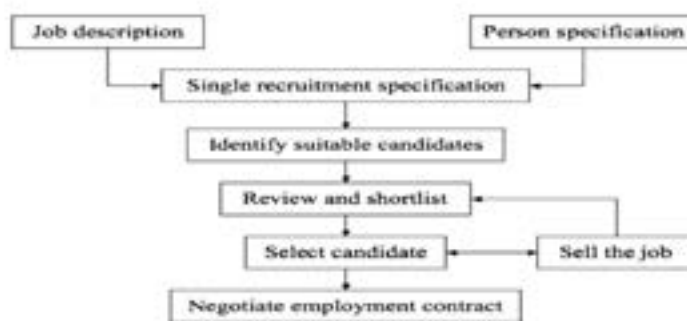 Job description
Person specification
Single recruitment specification
Identify suitable candidates
Review and shortlist
Select candidate
Sell the job
Negotiate employment contract